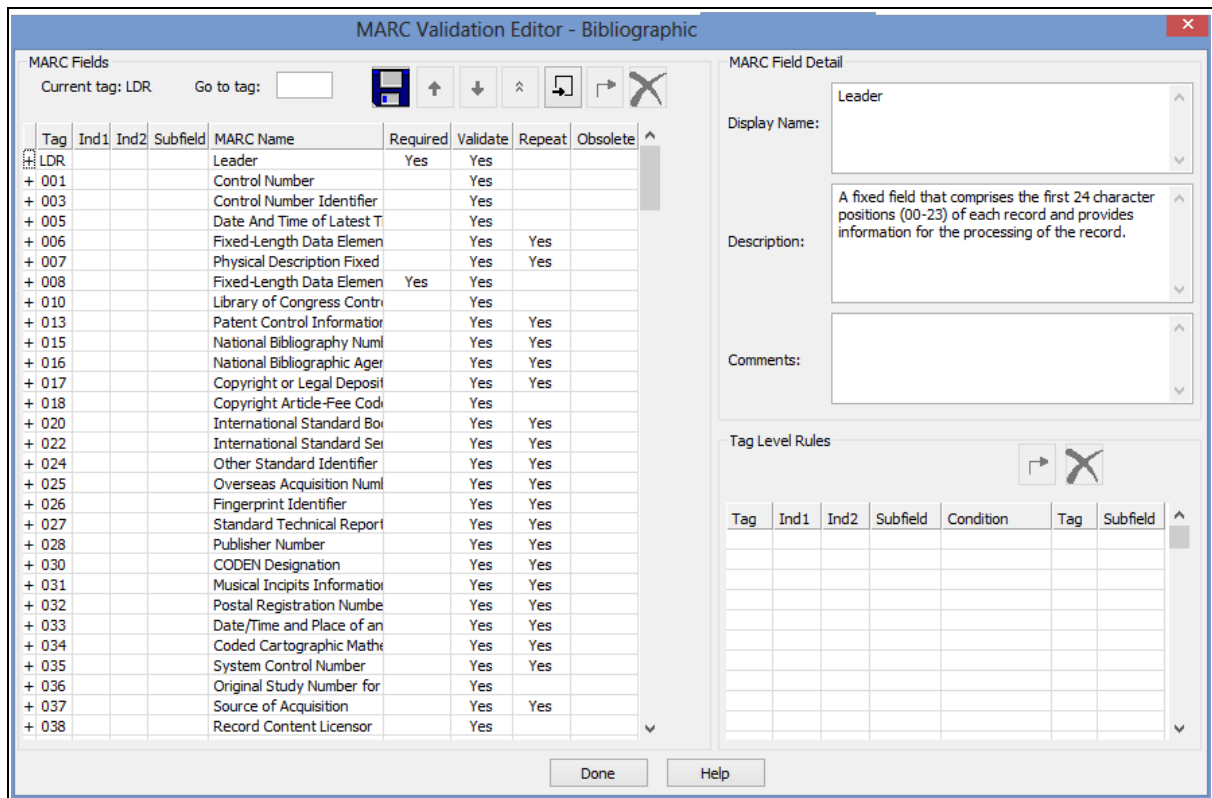 MARC Validation Editor - Bibliographic
MARC Fields
Current tag: LDR Go to tag:
Tag Ind1 Ind2 Subfield MARC Name Required Validate Repeat Obsolete
+ LDR Leader Yes Yes
+ 001 Control Number Yes
+ 003 Control Number Identifier Yes
+ 005 Date And Time of Latest T Yes
+ 006 Fixed-Length Data Elemen Yes Yes
+ 007 Physical Description Fixed Yes Yes
+ 008 Fixed-Length Data Elemen Yes Yes
+ 010 Library of Congress Contr Yes
+ 013 Patent Control Information Yes Yes
+ 015 National Bibliography Numb Yes Yes
+ 016 National Bibliographic Agen Yes Yes
+ 017 Copyright or Legal Deposit Yes Yes
+ 018 Copyright Article-Fee Code Yes
+ 020 International Standard Boo Yes Yes
+ 022 International Standard Ser Yes Yes
+ 024 Other Standard Identifier Yes Yes
+ 025 Overseas Acquisition Numb Yes Yes
+ 026 Fingerprint Identifier Yes Yes
+ 027 Standard Technical Report Yes Yes
+ 028 Publisher Number Yes Yes
+ 030 CODEN Designation Yes Yes
+ 031 Musical Incipits Information Yes Yes
+ 032 Postal Registration Numbe Yes Yes
+ 033 Date/Time and Place of an Yes Yes
+ 034 Coded Cartographic Mathe Yes Yes
+ 035 System Control Number Yes Yes
+ 036 Original Study Number for Yes
+ 037 Source of Acquisition Yes Yes
+ 038 Record Content Licensor Yes
MARC Field Detail
Display Name:
Leader
Description:
A fixed field that comprises the first 24 character
positions (00-23) of each record and provides
information for the processing of the record.
Comments:
Tag Level Rules
Tag Ind1 Ind2 Subfield Condition Tag Subfield
Done Help